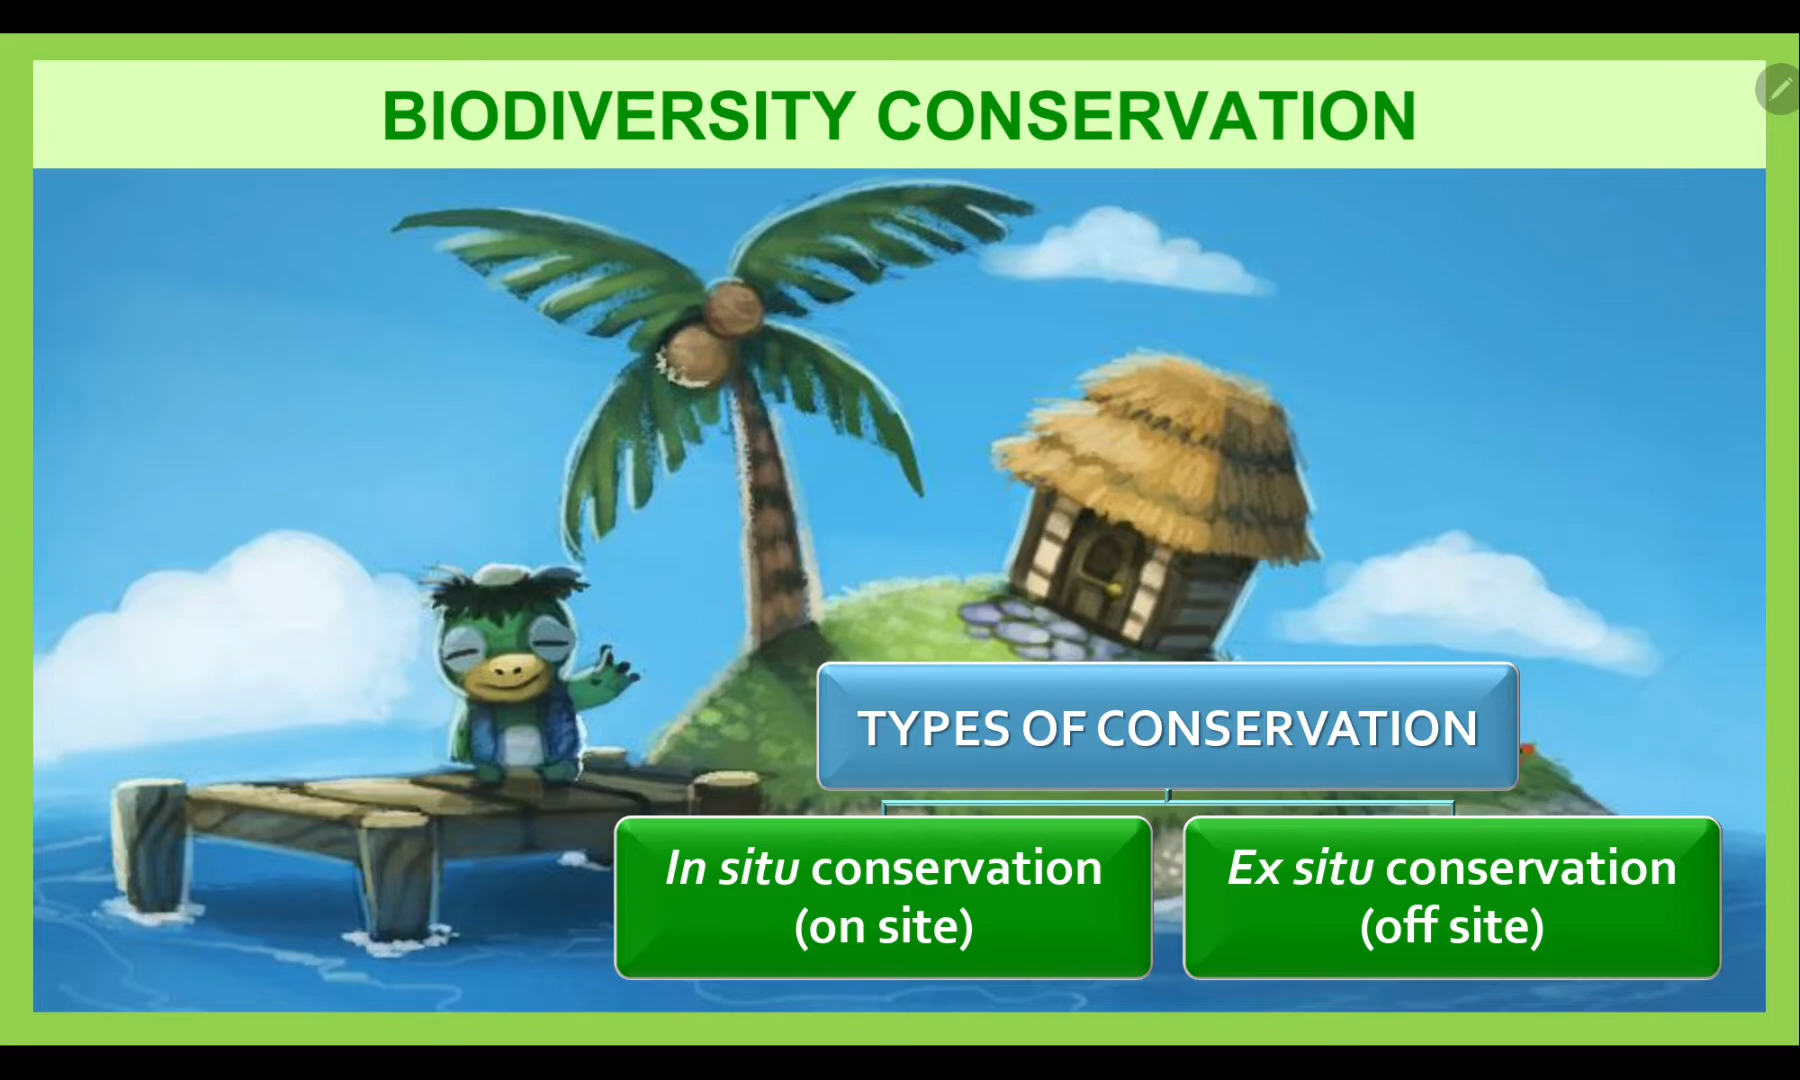 BIODIVERSITY CONSERVATION
TYPES OF CONSERVATION
In situ conservation
(on site)
Ex situ conservation
(off site)